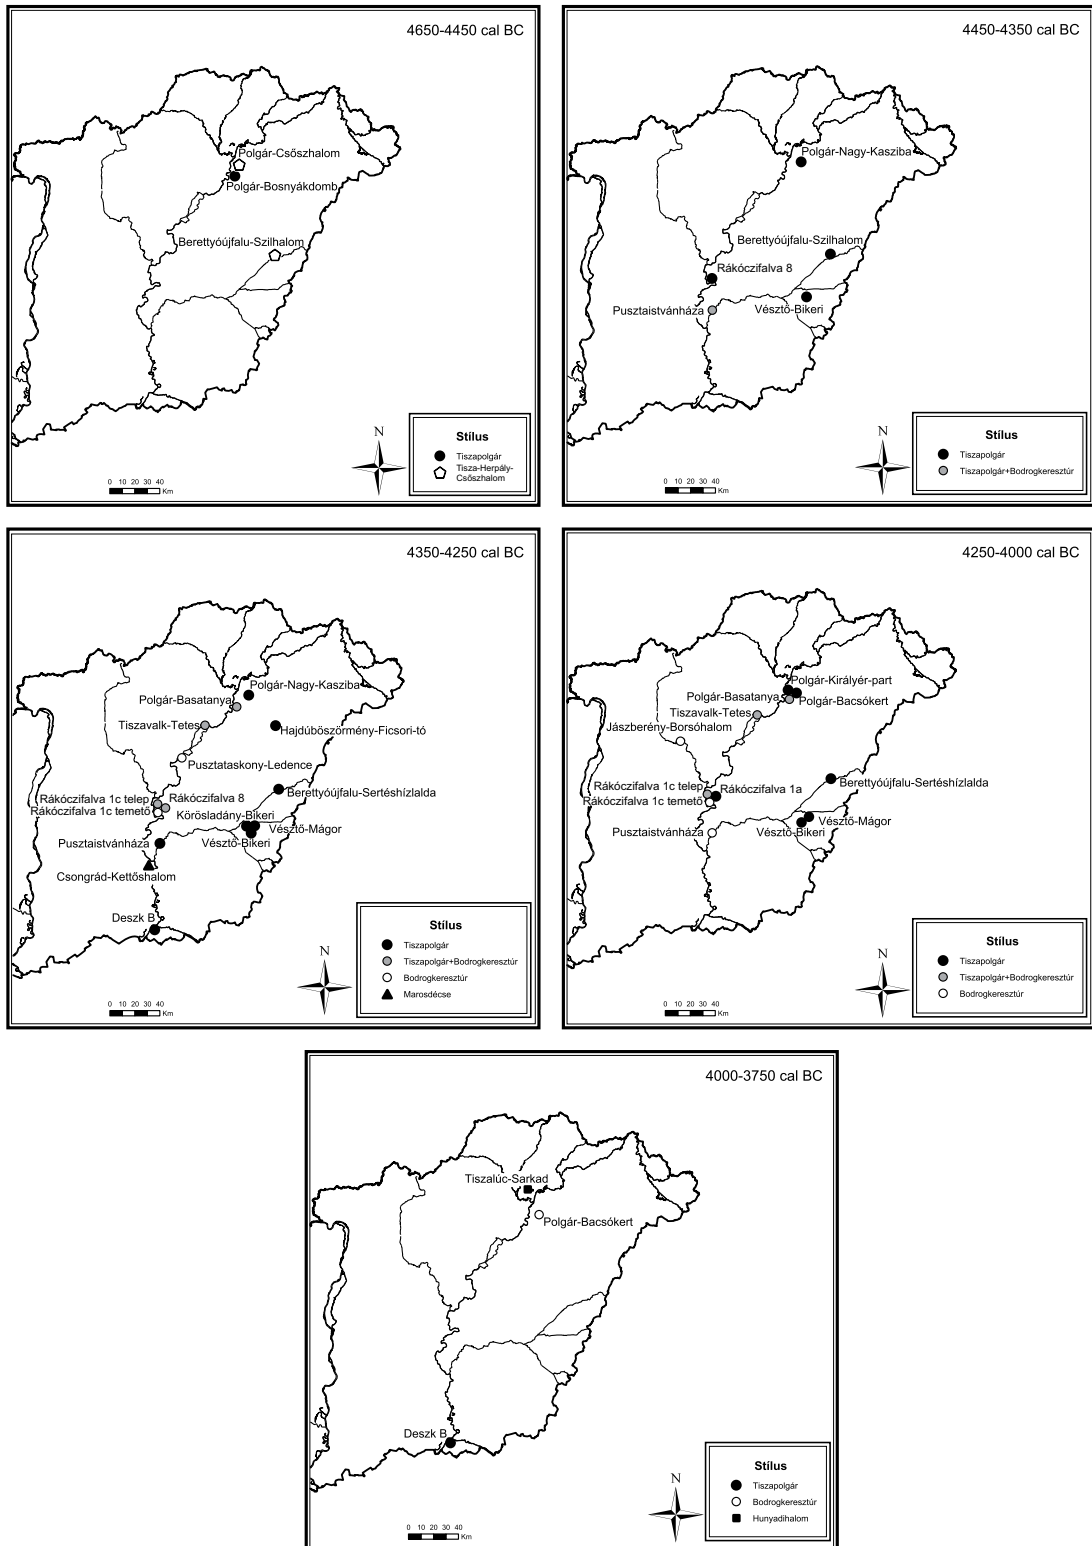 4650-4450 cal BC
Polgár-Csőszhalom
Polgár-Bosnyákdomb
Berettyóújfalu-Szilhalom
N
Stílus
Tiszapolgár
Tisza-Herpály-
Csőszhalom
0 10 20 30 40
Km
4450-4350 cal BC
Polgár-Nagy-Kasziba
Berettyóújfalu-Szilhalom
Rákóczifalva 8
Pusztaistvánháza
Vésztő-Bikeri
N
Stílus
Tiszapolgár
Tiszapolgár+Bodrogkeresztúr
0 10 20 30 40
Km
4350-4250 cal BC
Polgár-Nagy-Kasziba
Polgár-Basatanya
Tiszavalk-Tetes
Hajdúböszörmény-Ficsori-tó
Pusztataskony-Ledence
Berettyóújfalu-Sertéshízlalda
Rákóczifalva 1c telep
Rákóczifalva 8
Rákóczifalva 1c temető
Körösladány-Bikeri
Vésztő-Mágor
Pusztaistvánháza
Vésztő-Bikeri
Csongrád-Kettőshalom
Deszk B
N
Stílus
Tiszapolgár
Tiszapolgár+Bodrogkeresztúr
Bodrogkeresztúr
Marosdécse
0 10 20 30 40
Km
4250-4000 cal BC
Polgár-Királyér-part
Polgár-Basatanya
Polgár-Bacsókert
Tiszavalk-Tetes
Jászberény-Borsóhalom
Berettyóújfalu-Sertéshízlalda
Rákóczifalva 1c telep
Rákóczifalva 1a
Rákóczifalva 1c temető
Vésztő-Mágor
Pusztaistvánháza
Vésztő-Bikeri
N
Stílus
Tiszapolgár
Tiszapolgár+Bodrogkeresztúr
Bodrogkeresztúr
0 10 20 30 40
Km
4000-3750 cal BC
Tiszalúc-Sarkad
Polgár-Bacsókert
Deszk B
N
Stílus
Tiszapolgár
Bodrogkeresztúr
Hunyadihalom
0 10 20 30 40
Km